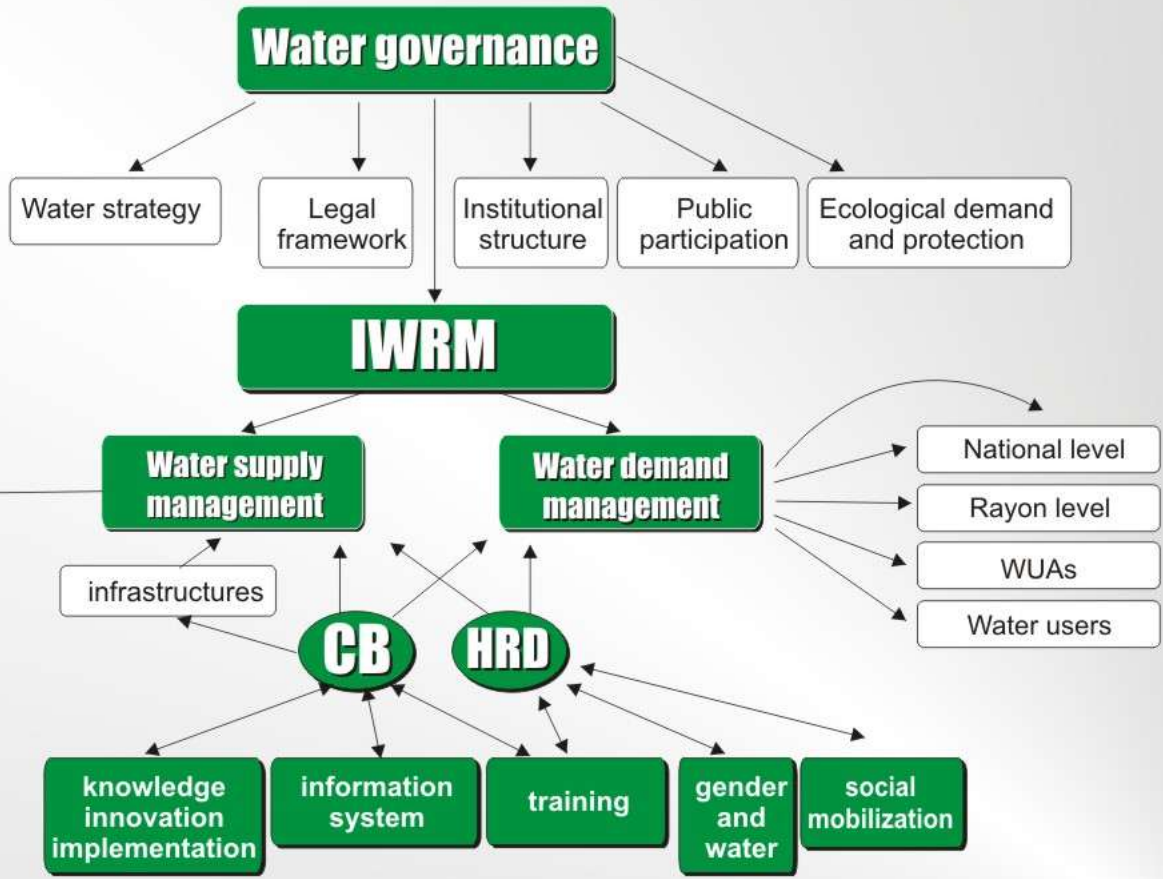 Water governance
Water strategy
Legal
framework
Institutional
structure
Public
participation
Ecological demand
and protection
IWRM
Water supply
management
Water demand
management
National level
Rayon level
WUAs
Water users
infrastructures
CB
HRD
knowledge
innovation
implementation
information
system
training
gender
and
water
social
mobilization